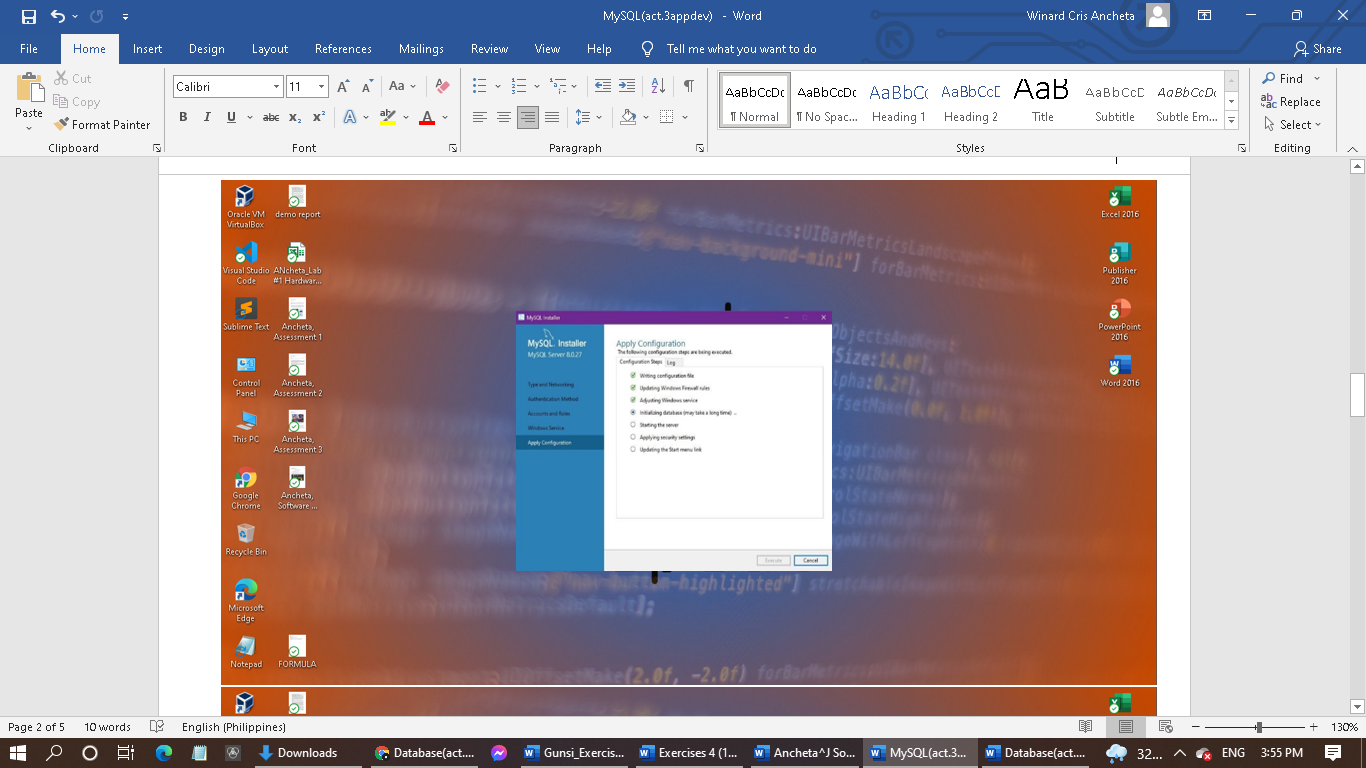 MySQL(act.3appdev) - Word
Winard Cris Ancheta
File Home Insert Design Layout References Mailings Review View Help Tell me what you want to do Share
Paste
Cut
Copy
Format Painter
Clipboard
Calibri 11
Font
Paragraph
AaBbCcDc AaBbCcDc AaBbCc AaBbCcD AaB AaBbCcD AaBbCcDc
¶ Normal ¶ No Spac... Heading 1 Heading 2 Title Subtitle Subtle Em...
Styles
Find
Replace
Select
Editing
Oracle VM VirtualBox
demo report
Visual Studio Code
ANcheta_Lab #1 Hardwar...
Sublime Text
Ancheta, Assessment 1
Control Panel
Ancheta, Assessment 2
This PC
Ancheta, Assessment 3
Google Chrome
Ancheta, Software ...
Recycle Bin
Microsoft Edge
Notepad
FORMULA
Excel 2016
Publisher 2016
PowerPoint 2016
Word 2016
MySQL Installer
MySQL. Installer
MySQL Server 8.0.27
Type and Networking
Authentication Method
Accounts and Roles
Windows Service
Apply Configuration
Apply Configuration
The following configuration steps are being executed.
Configuration Steps Log
Writing configuration file
Updating Windows Firewall rules
Adjusting Windows service
Initializing database (may take a long time) ...
Starting the server
Applying security settings
Updating the Start menu link
Execute Cancel
Page 2 of 5 10 words English (Philippines) 130%
Downloads Database(act.... Gunsi_Exercis... Exercises 4 (1... Ancheta^J So... MySQL(act.3... Database(act.... 32... ENG 3:55 PM